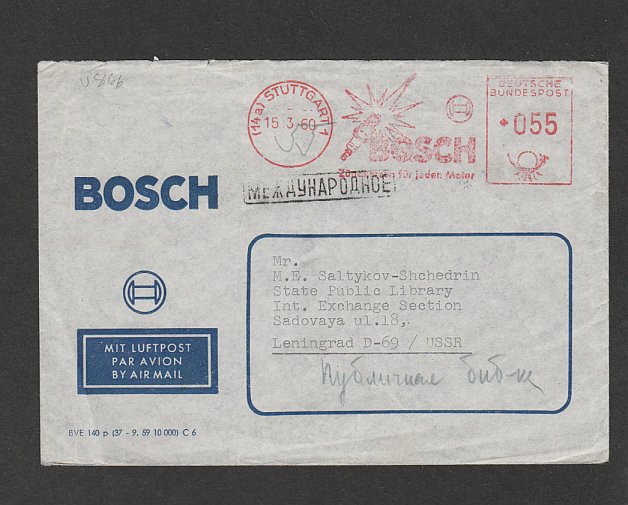 (14a) STUTTGART 1
15.3.60
DEUTSCHE
BUNDESPOST
055
BOSCH
für jeden Motor
МЕЖДУНАРОДНОЕ
BOSCH
Mr.
M.E. Saltykov-Shchedrin
State Public Library
Int. Exchange Section
Sadovaya ul.18,
Leningrad D-69 / USSR
Публичная биб-ка
MIT LUFTPOST
PAR AVION
BY AIR MAIL
BVE 140 p (37 - 9. 59 10 000) C 6